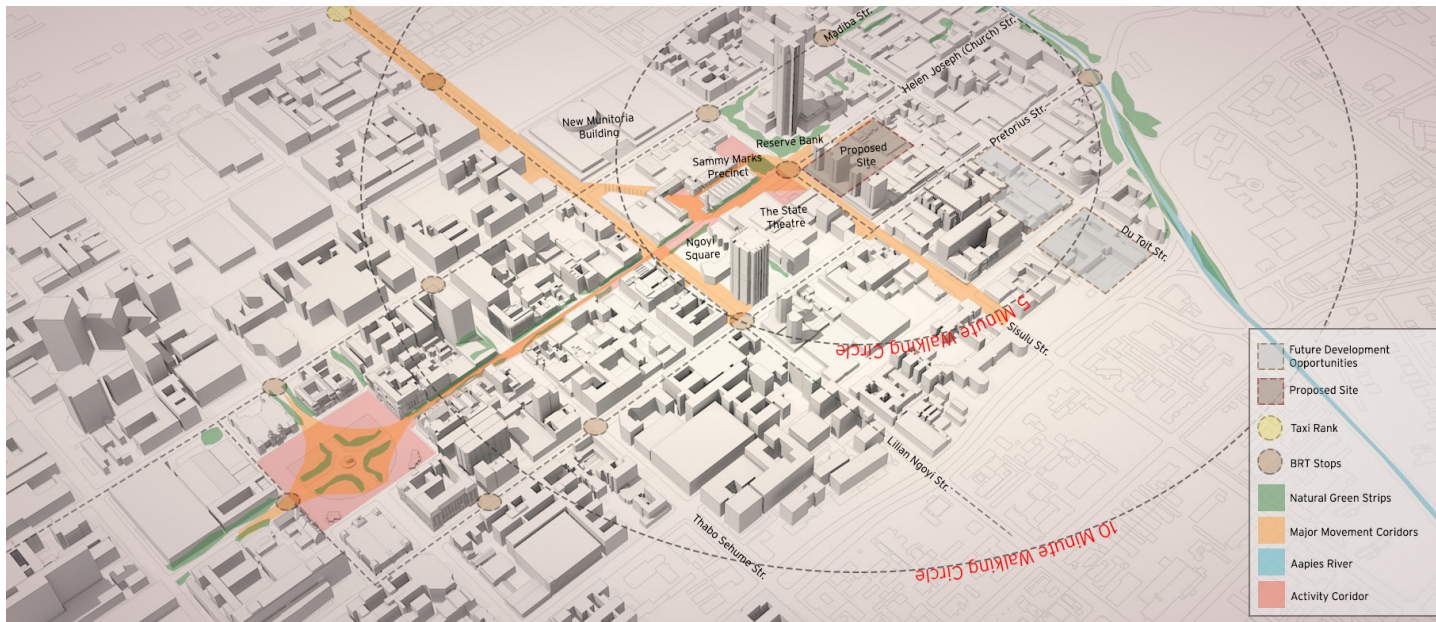 Madiba Str.
Helen Joseph (Church) Str.
Pretorius Str.
New Munitoria
Building
Reserve Bank
Proposed
Site
Sammy Marks
Precinct
The State
Theatre
Ngoyi
Square
Du Toit Str.
5 Minute Walking Circle
Sisulu Str.
Lilian Ngoyi Str.
Thabo Sehume Str.
10 Minute Walking Circle
Future Development
Opportunities
Proposed Site
Taxi Rank
BRT Stops
Natural Green Strips
Major Movement Coridors
Aapies River
Activity Coridor